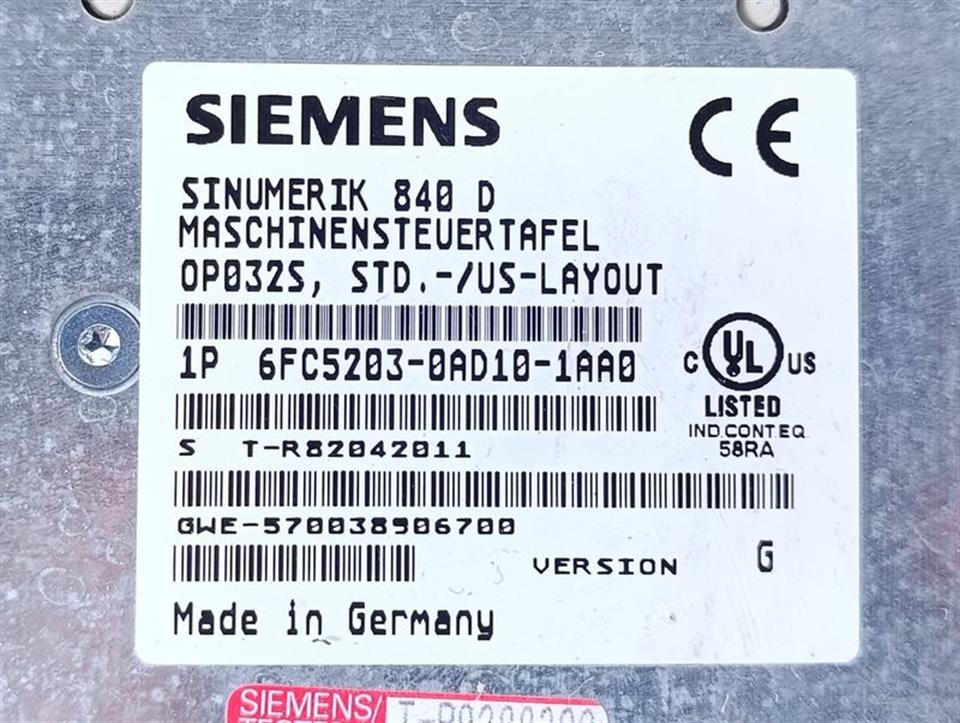 SIEMENS
CE
SINUMERIK 840 D
MASCHINENSTEUERTAFEL
OP032S, STD.-/US-LAYOUT
1P 6FC5203-0AD10-1AA0
C UL US
LISTED
IND.CONT.EQ.
58RA
S T-R82042011
GWE-570038906700
VERSION G
Made in Germany
SIEMENS/